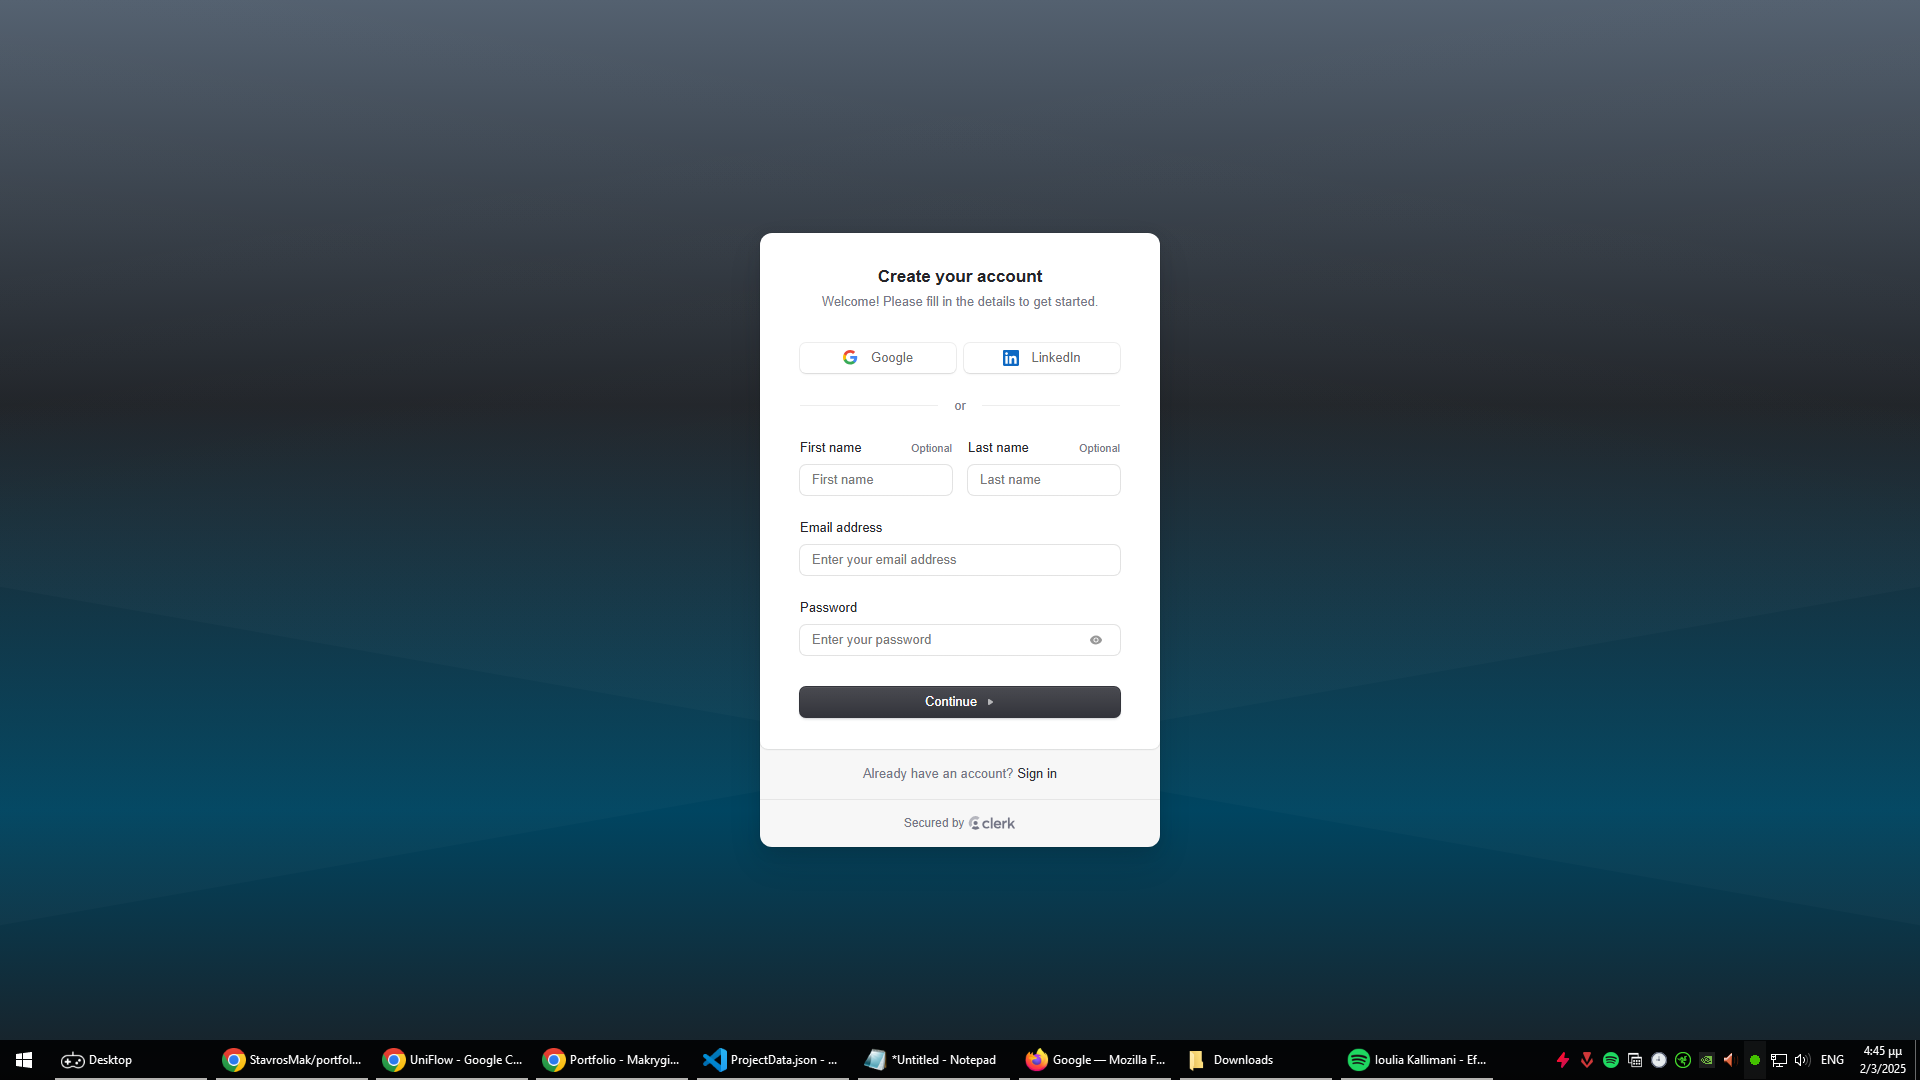 Create your account
Welcome! Please fill in the details to get started.
Google
LinkedIn
or
First name Optional
Last name Optional
First name
Last name
Email address
Enter your email address
Password
Enter your password
Continue
Already have an account? Sign in
Secured by clerk
Desktop
StavrosMak/portfol...
UniFlow - Google C...
Portfolio - Makrygi...
ProjectData.json - ...
*Untitled - Notepad
Google — Mozilla F...
Downloads
Ioulia Kallimani - Ef...
ENG
4:45 μμ
2/3/2025